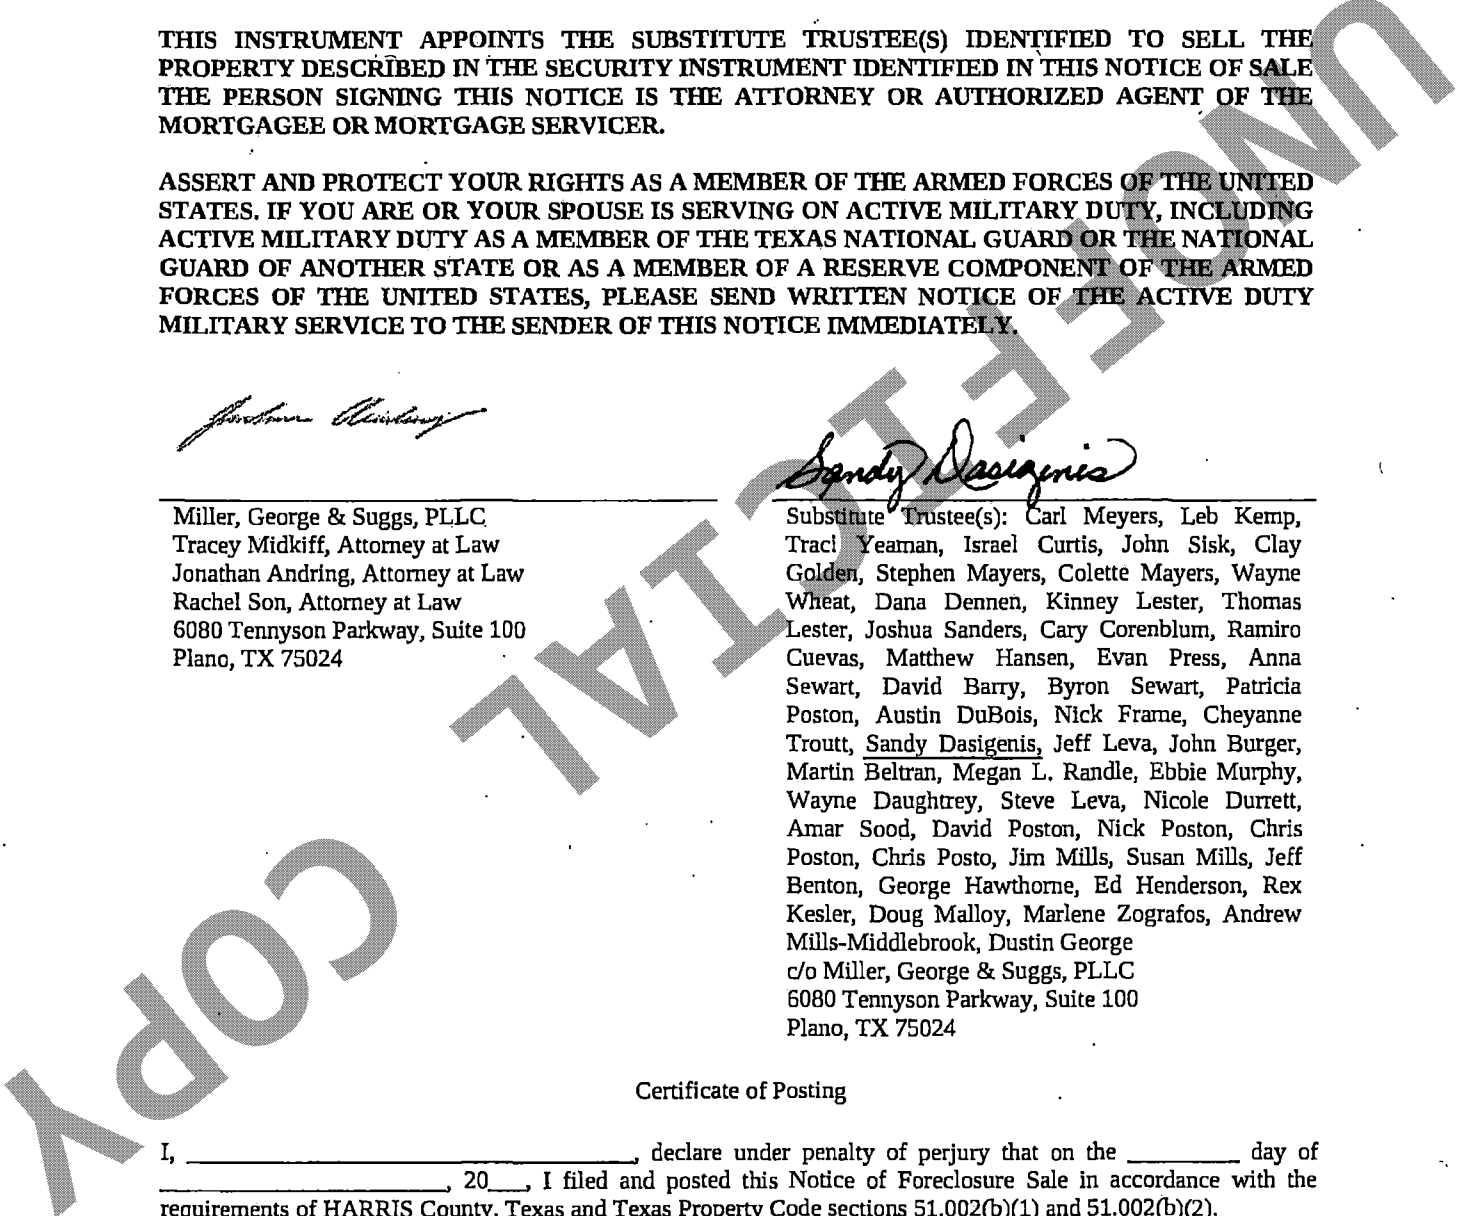 THIS INSTRUMENT APPOINTS THE SUBSTITUTE TRUSTEE(S) IDENTIFIED TO SELL THE
PROPERTY DESCRIBED IN THE SECURITY INSTRUMENT IDENTIFIED IN THIS NOTICE OF SALE
THE PERSON SIGNING THIS NOTICE IS THE ATTORNEY OR AUTHORIZED AGENT OF THE
MORTGAGEE OR MORTGAGE SERVICER.
ASSERT AND PROTECT YOUR RIGHTS AS A MEMBER OF THE ARMED FORCES OF THE UNITED
STATES. IF YOU ARE OR YOUR SPOUSE IS SERVING ON ACTIVE MILITARY DUTY, INCLUDING
ACTIVE MILITARY DUTY AS A MEMBER OF THE TEXAS NATIONAL GUARD OR THE NATIONAL
GUARD OF ANOTHER STATE OR AS A MEMBER OF A RESERVE COMPONENT OF THE ARMED
FORCES OF THE UNITED STATES, PLEASE SEND WRITTEN NOTICE OF THE ACTIVE DUTY
MILITARY SERVICE TO THE SENDER OF THIS NOTICE IMMEDIATELY.
Miller, George & Suggs, PLLC
Tracey Midkiff, Attorney at Law
Jonathan Andring, Attorney at Law
Rachel Son, Attorney at Law
6080 Tennyson Parkway, Suite 100
Plano, TX 75024
Sandy Dasigenis
Substitute Trustee(s): Carl Meyers, Leb Kemp,
Traci Yeaman, Israel Curtis, John Sisk, Clay
Golden, Stephen Mayers, Colette Mayers, Wayne
Wheat, Dana Dennen, Kinney Lester, Thomas
Lester, Joshua Sanders, Cary Corenblum, Ramiro
Cuevas, Matthew Hansen, Evan Press, Anna
Sewart, David Barry, Byron Sewart, Patricia
Poston, Austin DuBois, Nick Frame, Cheyanne
Troutt, Sandy Dasigenis, Jeff Leva, John Burger,
Martin Beltran, Megan L. Randle, Ebbie Murphy,
Wayne Daughtrey, Steve Leva, Nicole Durrett,
Amar Sood, David Poston, Nick Poston, Chris
Poston, Chris Posto, Jim Mills, Susan Mills, Jeff
Benton, George Hawthorne, Ed Henderson, Rex
Kesler, Doug Malloy, Marlene Zografos, Andrew
Mills-Middlebrook, Dustin George
c/o Miller, George & Suggs, PLLC
6080 Tennyson Parkway, Suite 100
Plano, TX 75024
Certificate of Posting
I, ____________________, declare under penalty of perjury that on the ________ day of
____________________, 20___, I filed and posted this Notice of Foreclosure Sale in accordance with the
requirements of HARRIS County, Texas and Texas Property Code sections 51.002(b)(1) and 51.002(b)(2).
UNOFFICIAL COPY